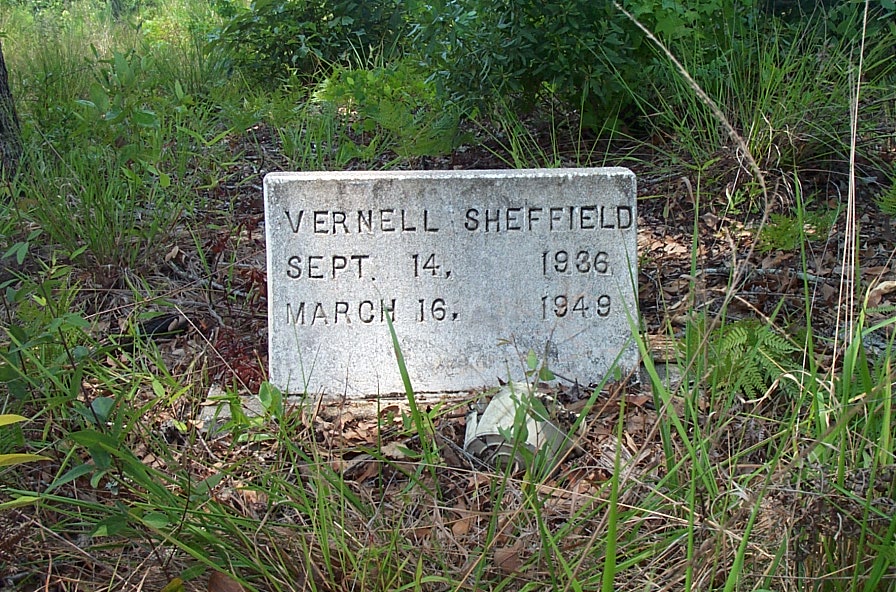 VERNELL SHEFFIELD
SEPT. 14, 1936
MARCH 16, 1949